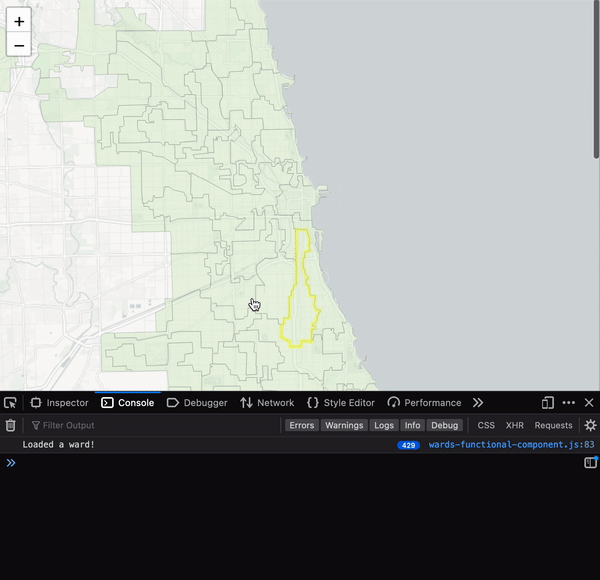 +
−
Inspector Console Debugger Network Style Editor Performance
Filter Output Errors Warnings Logs Info Debug CSS XHR Requests
Loaded a ward! 429 wards-functional-component.js:83